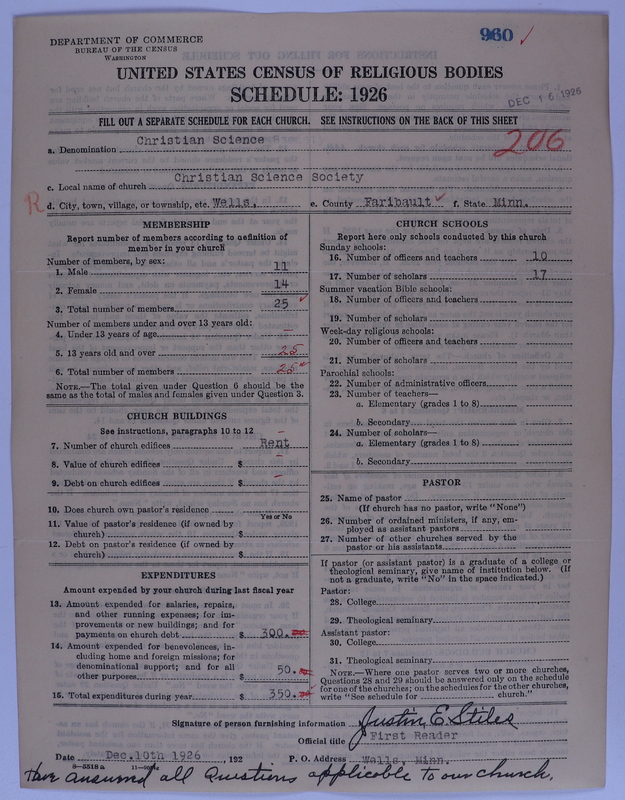 DEPARTMENT OF COMMERCE
BUREAU OF THE CENSUS
WASHINGTON
960 ✓
UNITED STATES CENSUS OF RELIGIOUS BODIES
SCHEDULE: 1926
DEC 16 1926
FILL OUT A SEPARATE SCHEDULE FOR EACH CHURCH. SEE INSTRUCTIONS ON THE BACK OF THIS SHEET
206
a. Denomination Christian Science
c. Local name of church Christian Science Society
R d. City, town, village, or township, etc. Wells, e. County Faribault ✓ f. State Minn.
MEMBERSHIP
Report number of members according to definition of
member in your church
Number of members, by sex:
1. Male 11
2. Female 14
3. Total number of members 25 ✓
Number of members under and over 13 years old:
4. Under 13 years of age —
5. 13 years old and over 25
6. Total number of members 25
NOTE.—The total given under Question 6 should be the
same as the total of males and females given under Question 3.
CHURCH BUILDINGS
See instructions, paragraphs 10 to 12
7. Number of church edifices Rent
8. Value of church edifices $ —
9. Debt on church edifices $ —
10. Does church own pastor's residence
Yes or No
11. Value of pastor's residence (if owned by
church) $
12. Debt on pastor's residence (if owned by
church) $
EXPENDITURES
Amount expended by your church during last fiscal year
13. Amount expended for salaries, repairs,
and other running expenses; for im-
provements or new buildings; and for
payments on church debt $ 300.
14. Amount expended for benevolences, in-
cluding home and foreign missions; for
denominational support; and for all
other purposes $ 50.
15. Total expenditures during year $ 350.
CHURCH SCHOOLS
Report here only schools conducted by this church
Sunday schools:
16. Number of officers and teachers 10
17. Number of scholars 17
Summer vacation Bible schools:
18. Number of officers and teachers
19. Number of scholars
Week-day religious schools:
20. Number of officers and teachers
21. Number of scholars
Parochial schools:
22. Number of administrative officers
23. Number of teachers—
a. Elementary (grades 1 to 8)
b. Secondary
24. Number of scholars—
a. Elementary (grades 1 to 8)
b. Secondary
PASTOR
25. Name of pastor
(If church has no pastor, write "None")
26. Number of ordained ministers, if any, em-
ployed as assistant pastors
27. Number of other churches served by the
pastor or his assistants
If pastor (or assistant pastor) is a graduate of a college or
theological seminary, give name of institution below. (If
not a graduate, write "No" in the space indicated.)
Pastor:
28. College
29. Theological seminary
Assistant pastor:
30. College
31. Theological seminary
NOTE.—Where one pastor serves two or more churches,
Questions 28 and 29 should be answered only on the schedule
for one of the churches; on the schedules for the other churches,
write "See schedule for church."
Signature of person furnishing information Justin E. Stiles
Official title First Reader
Date Dec.10th 1926 , 192 P. O. Address Wells, Minn.
8—5318 a
Have answered all Questions applicable to our church.